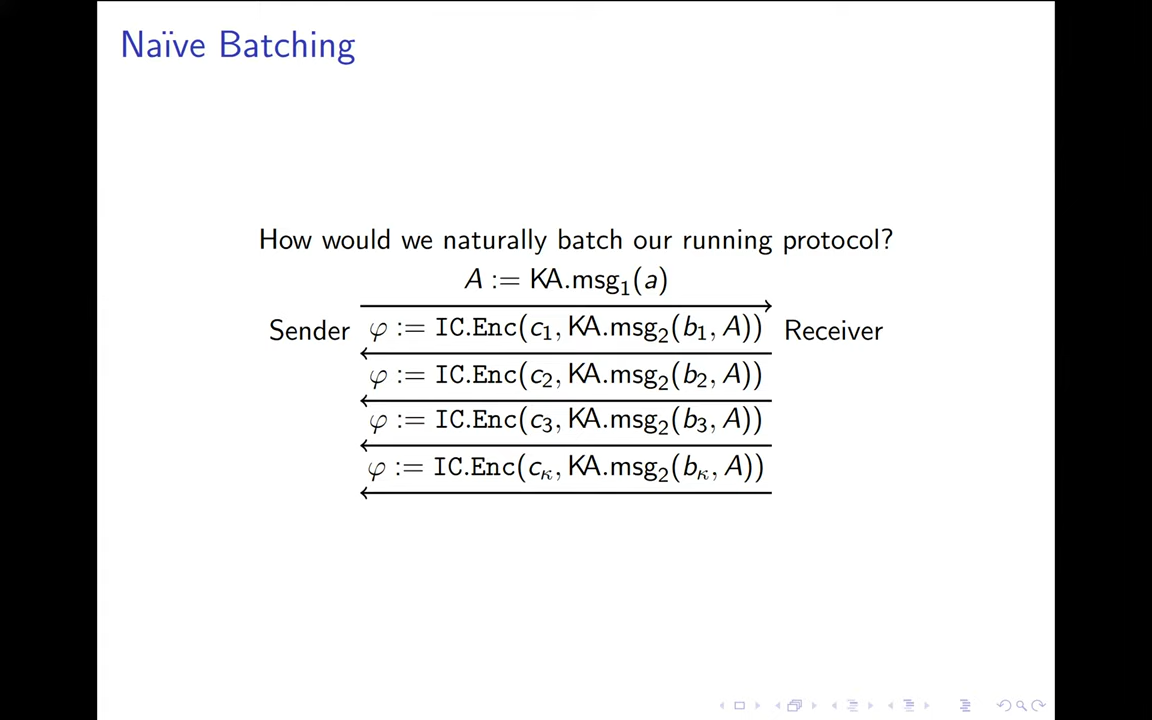 Naïve Batching
How would we naturally batch our running protocol?
A := KA.msg₁(a)
Sender φ := IC.Enc(c₁, KA.msg₂(b₁, A)) Receiver
φ := IC.Enc(c₂, KA.msg₂(b₂, A))
φ := IC.Enc(c₃, KA.msg₂(b₃, A))
φ := IC.Enc(c_κ, KA.msg₂(b_κ, A))